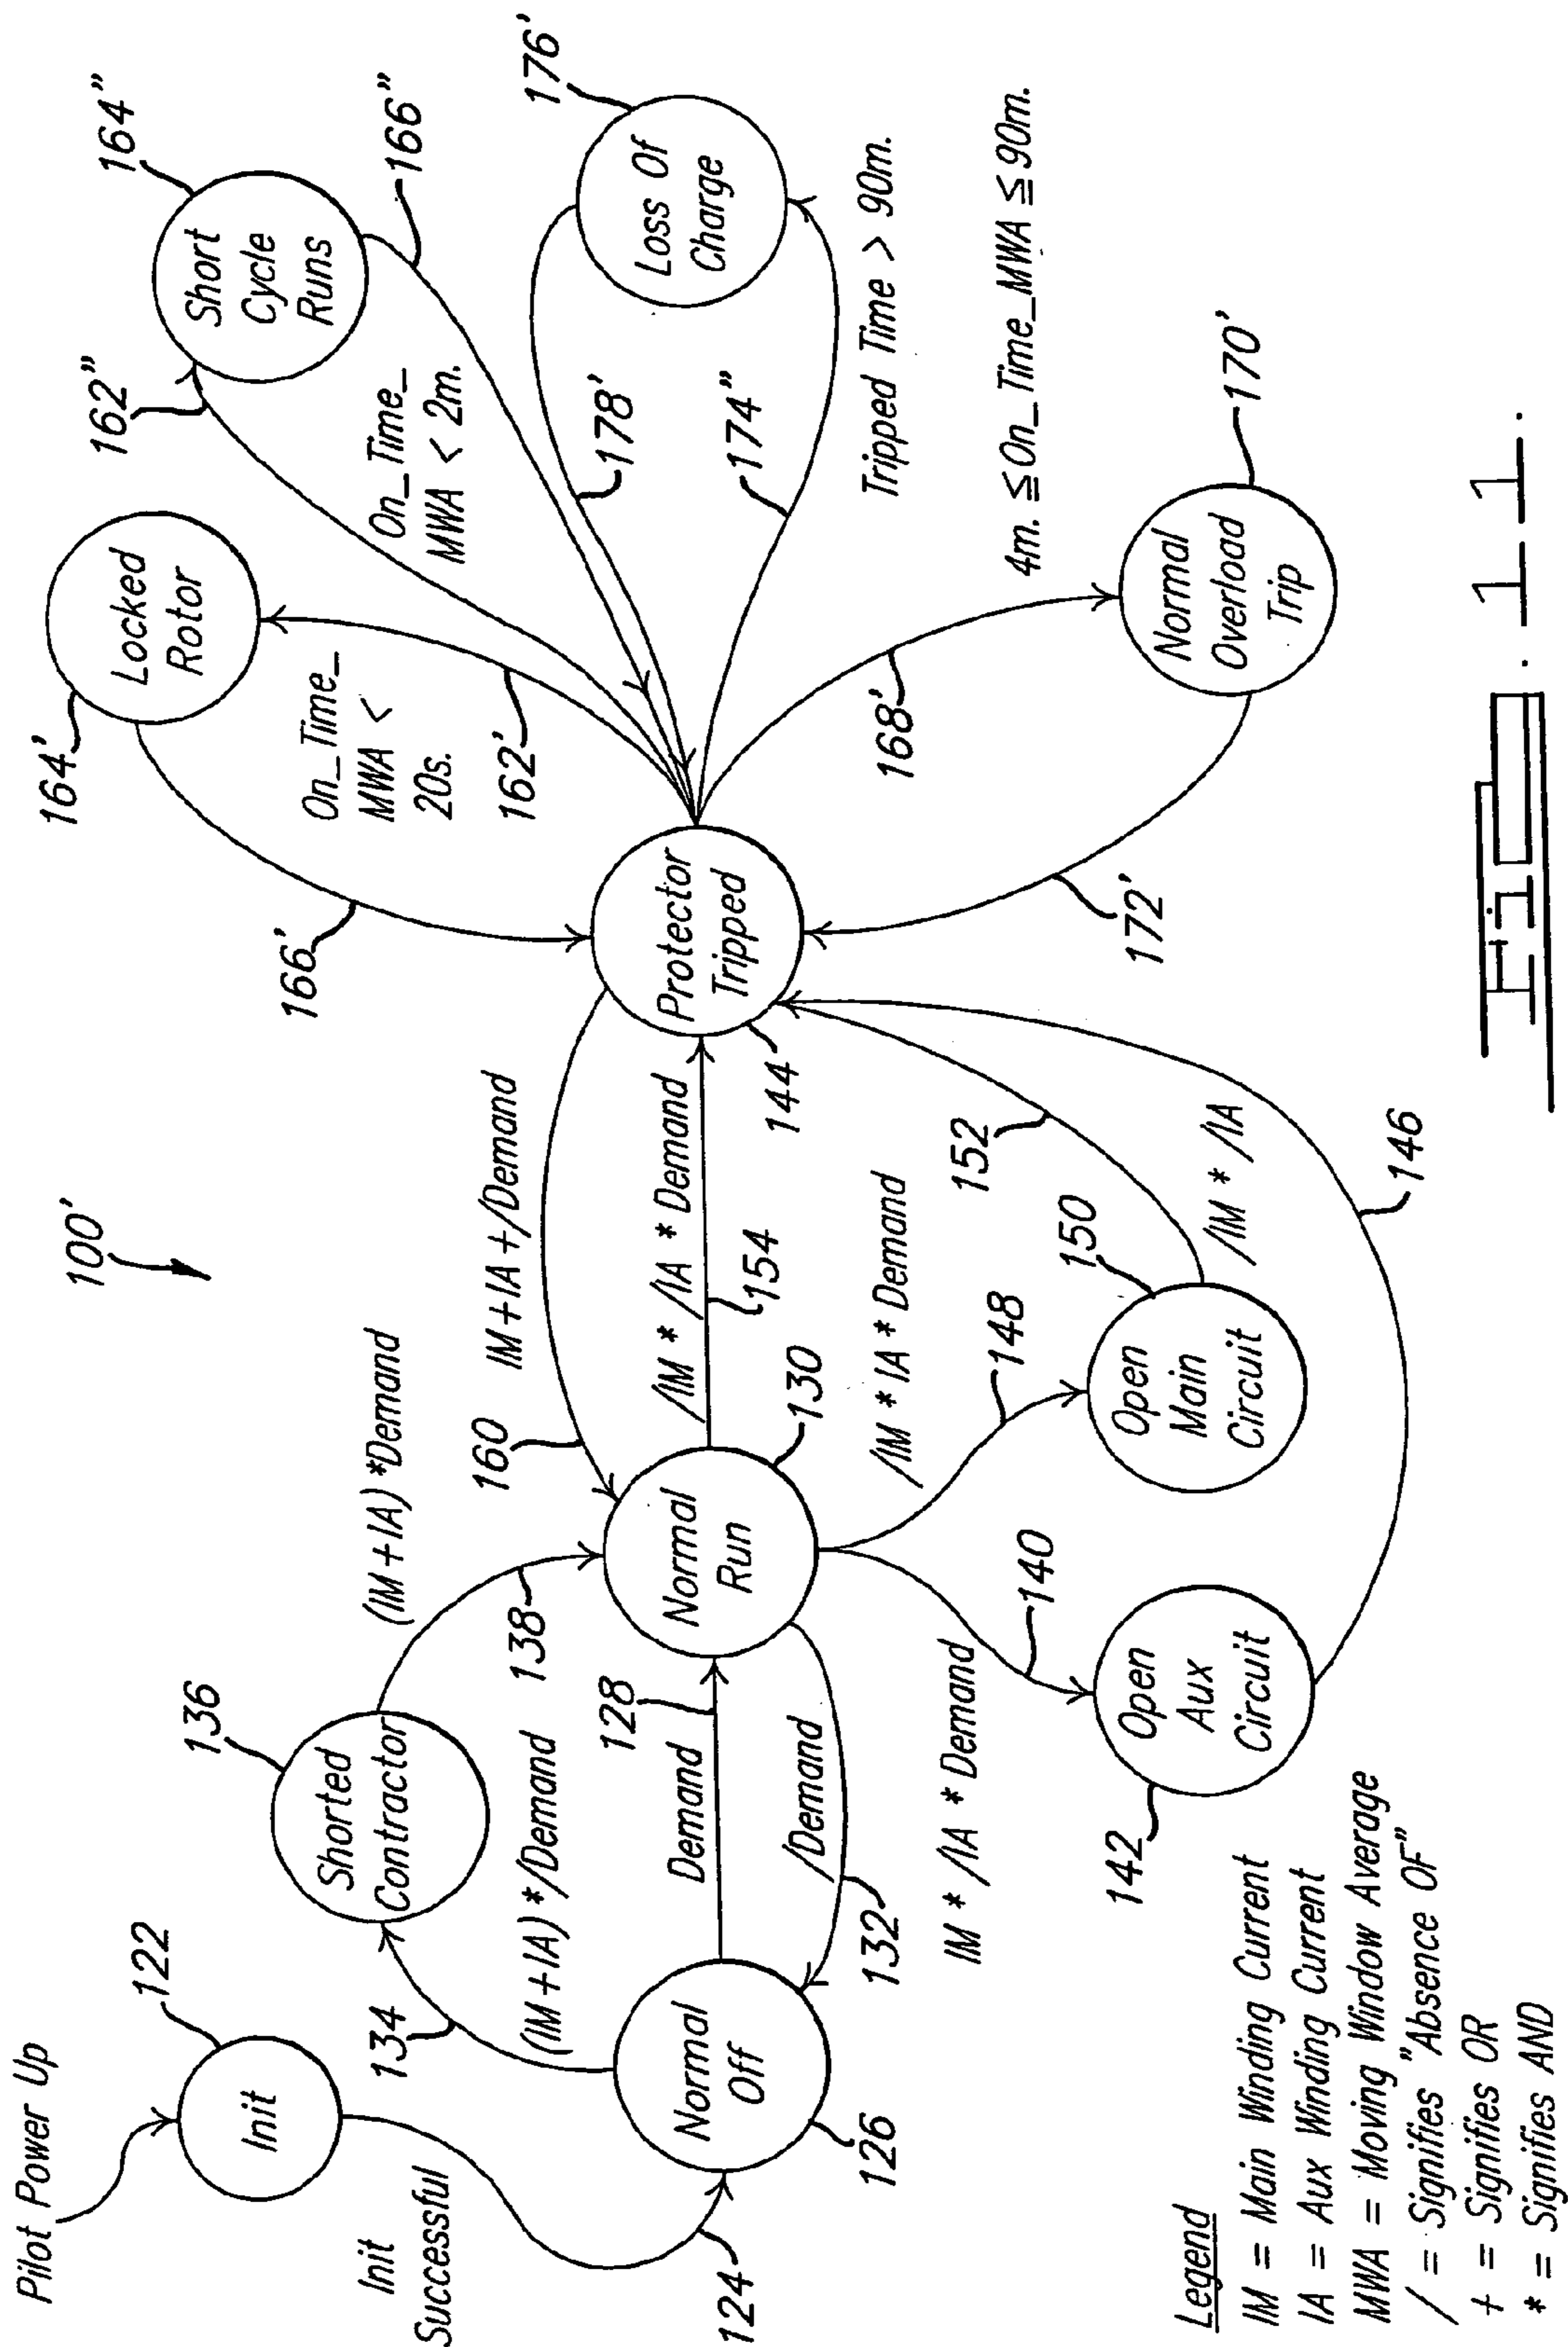 100'
Pilot Power Up
122
Init
Init
Successful
124
126
Normal
Off
134
(IM + IA) */Demand
136
Shorted
Contractor
138
(IM + IA) *Demand
Demand
128
/Demand
132
Normal
Run
130
160
IM + IA +/Demand
/IM * /IA * Demand
154
IM * /IA * Demand
140
142
Open
Aux
Circuit
/IM * IA * Demand
148
150
Open
Main
Circuit
152
/IM * /IA
146
144
Protector
Tripped
166'
164'
Locked
Rotor
On_Time_
MWA <
20s.
162'
162"
164"
Short
Cycle
Runs
166"
On_Time_
MWA < 2m.
178'
176'
Loss Of
Charge
174"
Tripped Time > 90m.
168'
4m. ≦On_Time_MWA ≦90m.
Normal
Overload
Trip
170'
172'
Legend
IM = Main Winding Current
IA = Aux Winding Current
MWA = Moving Window Average
/ = Signifies "Absence OF"
+ = Signifies OR
* = Signifies AND
Fig. 11.